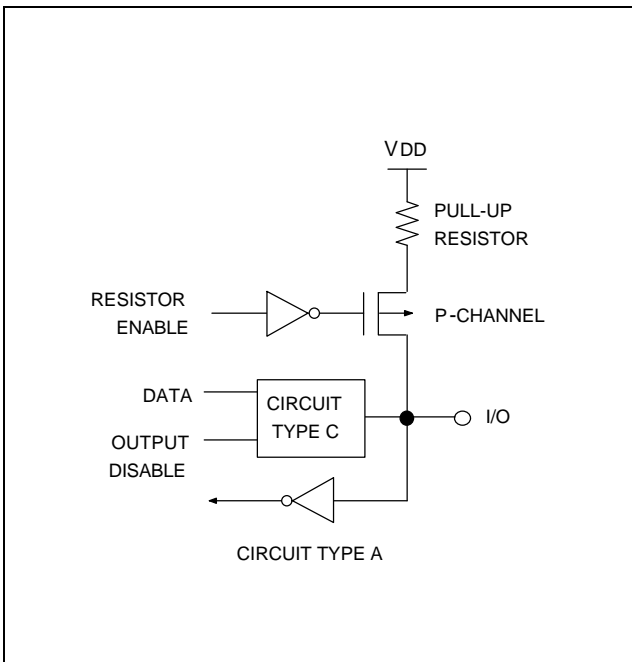 VDD
PULL-UP
RESISTOR
RESISTOR
ENABLE
P-CHANNEL
DATA
CIRCUIT
TYPE C
I/O
OUTPUT
DISABLE
CIRCUIT TYPE A